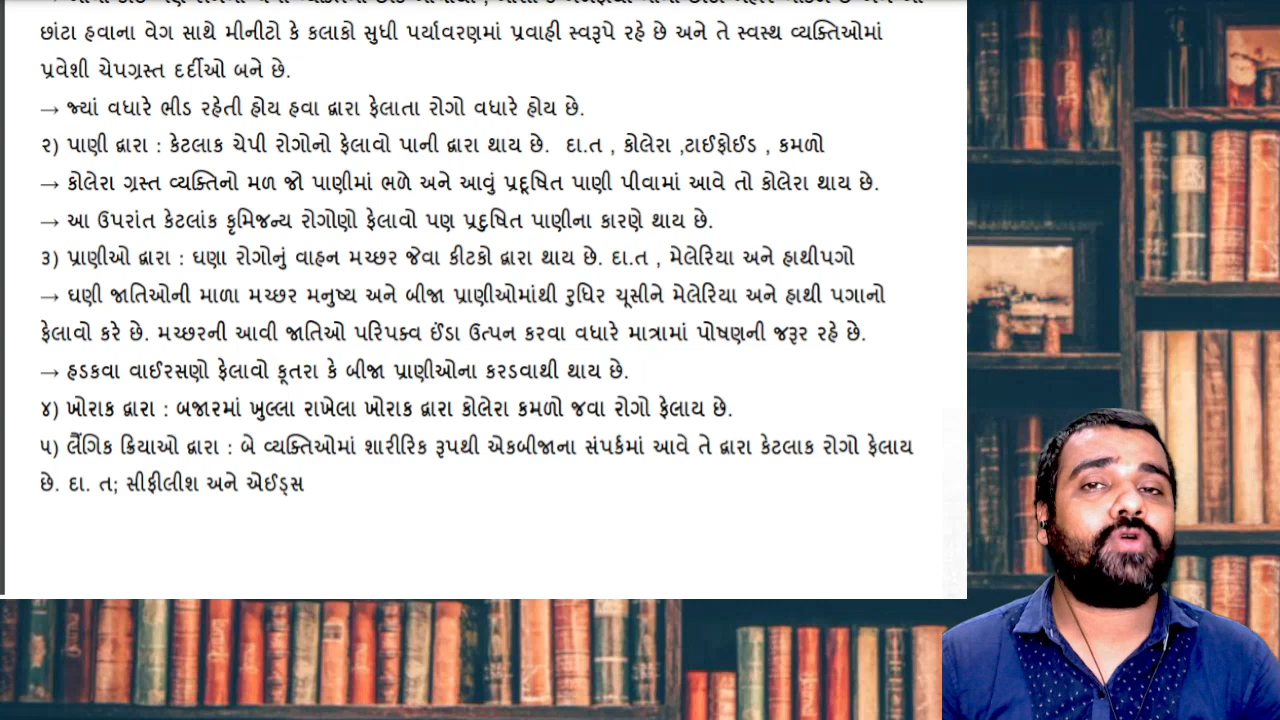 છાંટા હવાના વેગ સાથે મીનીટો કે કલાકો સુધી પર્યાવરણમાં પ્રવાહી સ્વરૂપે રહે છે અને તે સ્વસ્થ વ્યક્તિઓમાં
પ્રવેશી ચેપગ્રસ્ત દર્દીઓ બને છે.
→ જ્યાં વધારે ભીડ રહેતી હોય હવા દ્વારા ફેલાતા રોગો વધારે હોય છે.
૨) પાણી દ્વારા : કેટલાક ચેપી રોગોનો ફેલાવો પાની દ્વારા થાય છે. દા.ત , કોલેરા ,ટાઈફોઈડ , કમળો
→ કોલેરા ગ્રસ્ત વ્યક્તિનો મળ જો પાણીમાં ભળે અને આવું પ્રદૂષિત પાણી પીવામાં આવે તો કોલેરા થાય છે.
→ આ ઉપરાંત કેટલાંક કૃમિજન્ય રોગોણો ફેલાવો પણ પ્રદુષિત પાણીના કારણે થાય છે.
૩) પ્રાણીઓ દ્વારા : ઘણા રોગોનું વાહન મચ્છર જેવા કીટકો દ્વારા થાય છે. દા.ત , મેલેરિયા અને હાથીપગો
→ ઘણી જાતિઓની માળા મચ્છર મનુષ્ય અને બીજા પ્રાણીઓમાંથી રુધિર ચૂસીને મેલેરિયા અને હાથી પગાનો
ફેલાવો કરે છે. મચ્છરની આવી જાતિઓ પરિપક્વ ઈંડા ઉત્પન કરવા વધારે માત્રામાં પોષણની જરૂર રહે છે.
→ હડકવા વાઈરસણો ફેલાવો કૂતરા કે બીજા પ્રાણીઓના કરડવાથી થાય છે.
૪) ખોરાક દ્વારા : બજારમાં ખુલ્લા રાખેલા ખોરાક દ્વારા કોલેરા કમળો જવા રોગો ફેલાય છે.
૫) લૈંગિક ક્રિયાઓ દ્વારા : બે વ્યક્તિઓમાં શારીરિક રૂપથી એકબીજાના સંપર્કમાં આવે તે દ્વારા કેટલાક રોગો ફેલાય
છે. દા. ત; સીફીલીશ અને એઈડ્સ